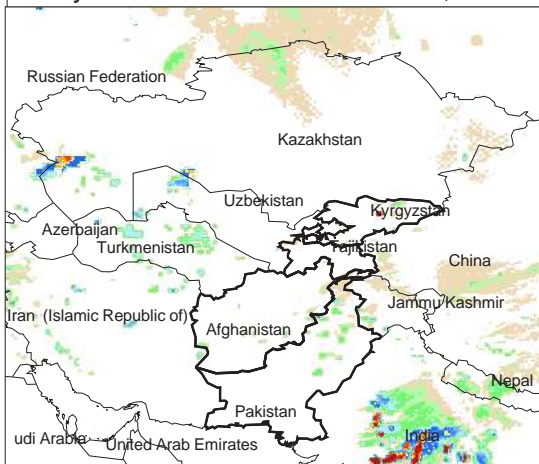 Russian Federation
Kazakhstan
Uzbekistan
Kyrgyzstan
Azerbaijan
Turkmenistan
Tajikistan
China
Jammu/Kashmir
Iran (Islamic Republic of)
Afghanistan
Nepal
Pakistan
India
udi Arabia
United Arab Emirates